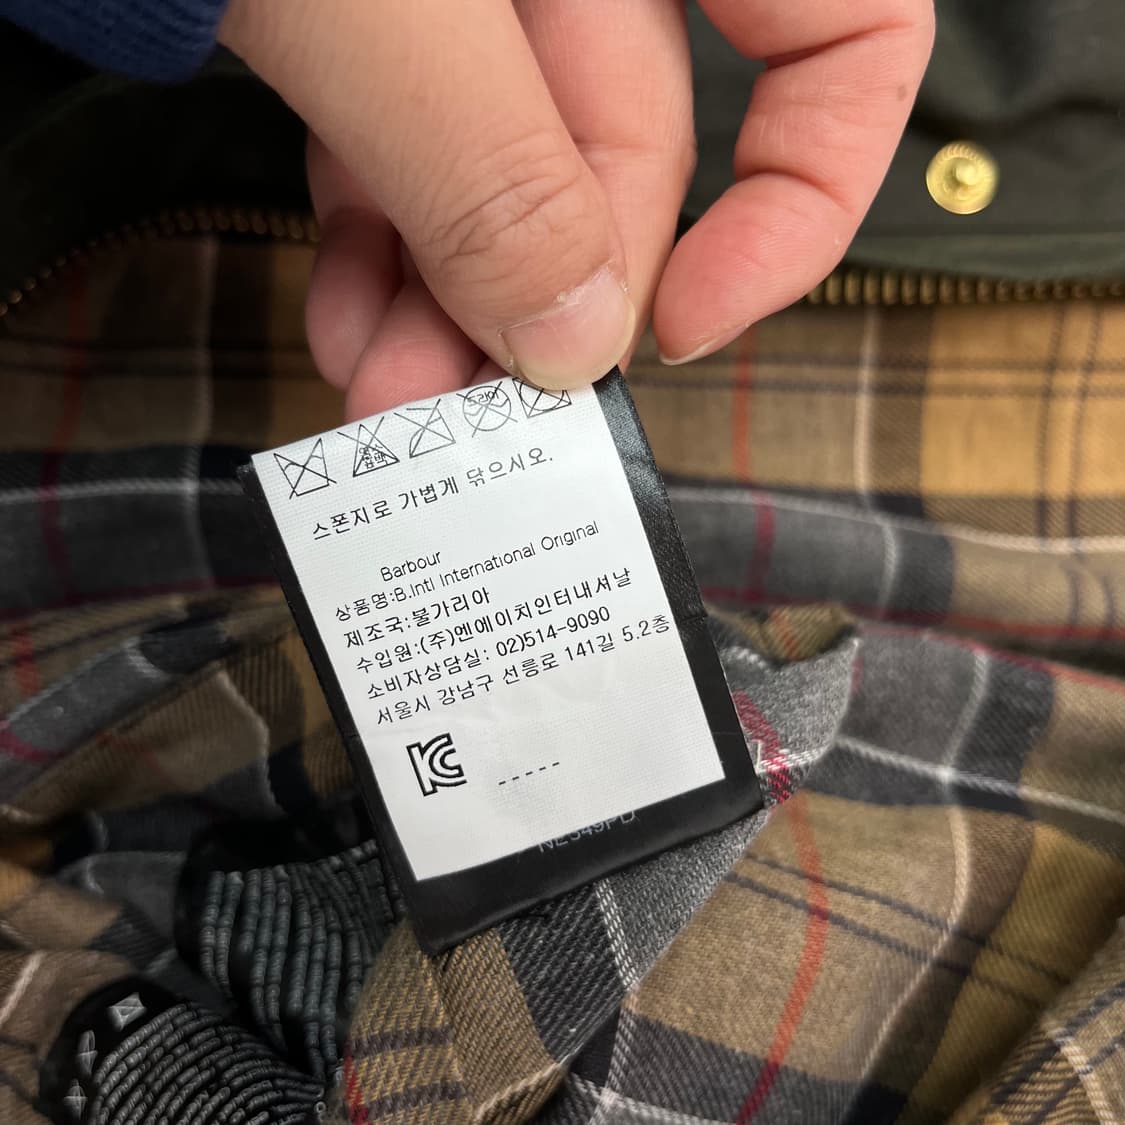 드라이
스폰지로 가볍게 닦으시오.
Barbour
상품명:B.Intl International Original
제조국:불가리아
수입원:(주)엔에이치인터내셔날
소비자상담실: 02)514-9090
서울시 강남구 선릉로 141길 5.2층
KC
-----